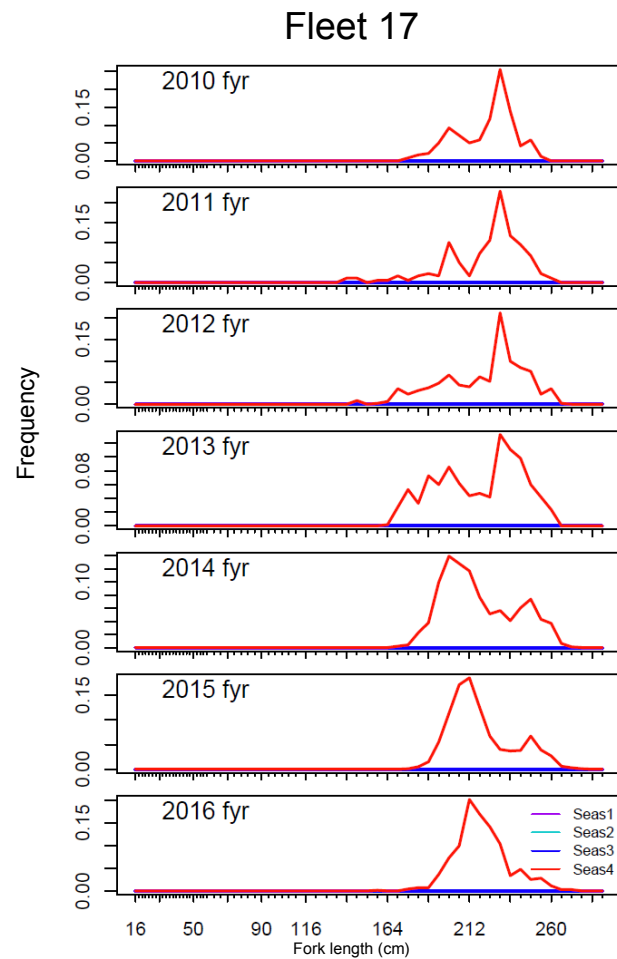 Fleet 17
2010 fyr
0.15
0.00
2011 fyr
0.15
0.00
2012 fyr
0.15
0.00
2013 fyr
0.08
0.00
2014 fyr
0.10
0.00
2015 fyr
0.15
0.00
2016 fyr
0.15
0.00
Seas1
Seas2
Seas3
Seas4
Frequency
16 50 90 116 164 212 260
Fork length (cm)